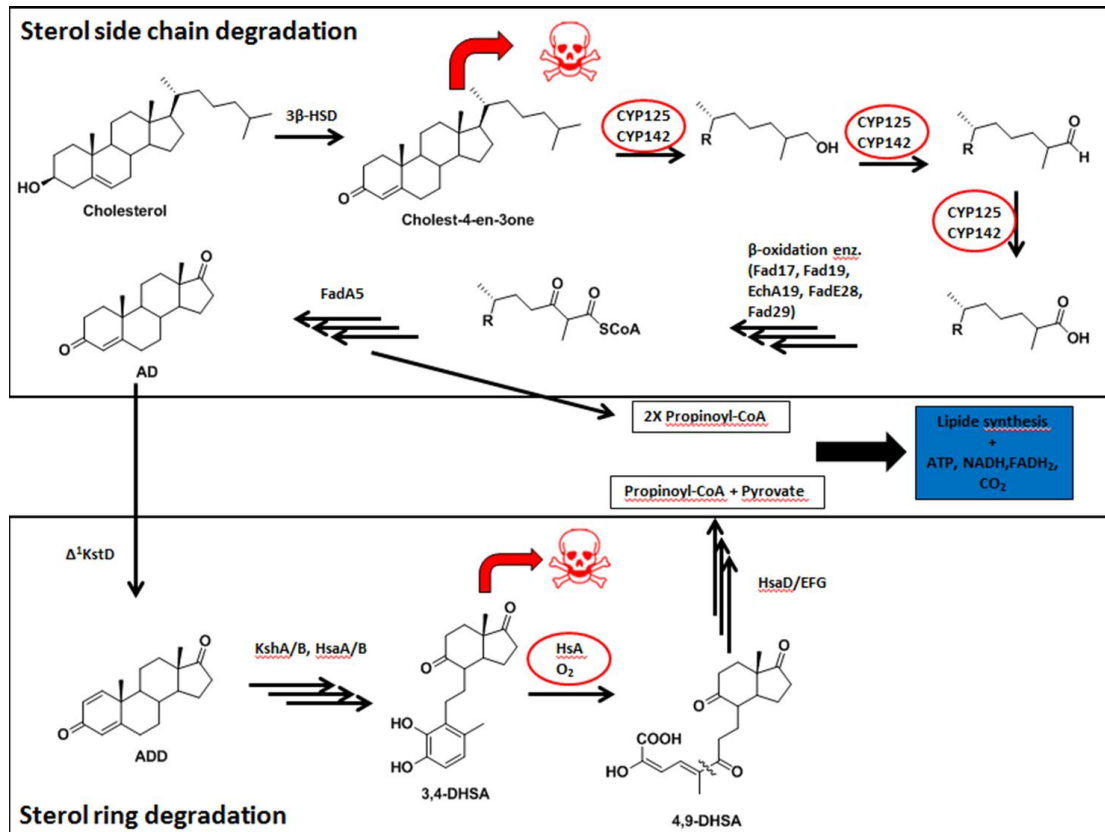 Sterol side chain degradation
3β-HSD
CYP125
CYP142
CYP125
CYP142
O
H
R
OH
R
HO
O
Cholesterol
Cholest-4-en-3one
CYP125
CYP142
β-oxidation enz.
(Fad17, Fad19,
EchA19, FadE28,
Fad29)
FadA5
O
O
O
O
SCoA
R
O
OH
R
O
AD
2X Propinoyl-CoA
Lipide synthesis
+
ATP, NADH,FADH2,
CO2
Propinoyl-CoA + Pyrovate
Δ¹KstD
HsaD/EFG
KshA/B, HsaA/B
HsA
O2
O
O
O
O
O
O
HO
HO
COOH
HO
O
ADD
3,4-DHSA
4,9-DHSA
Sterol ring degradation